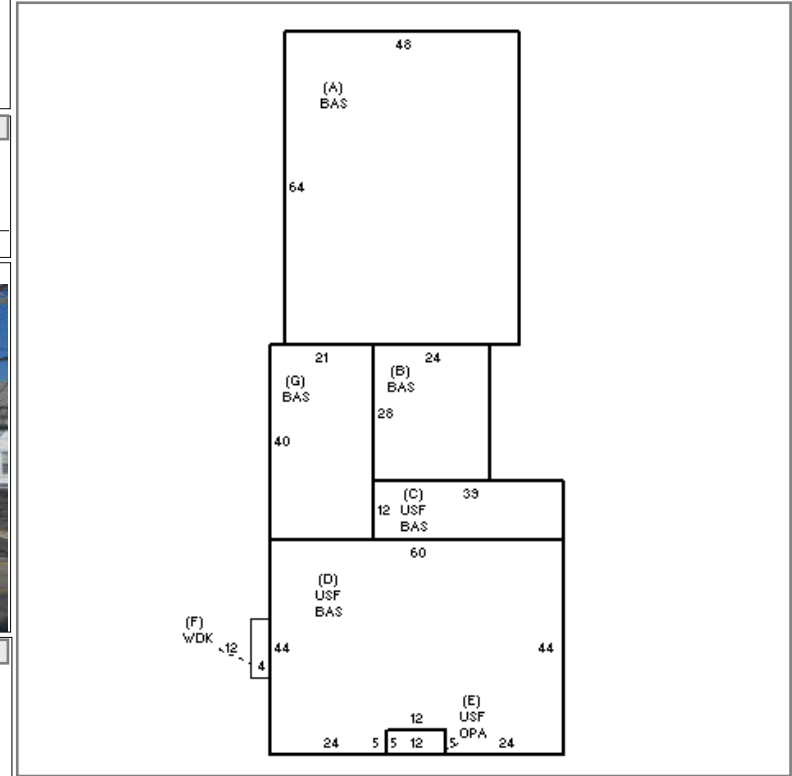 48
(A)
BAS
64
21
24
(G)
BAS
(B)
BAS
28
40
(C)
USF
BAS
39
12
60
(D)
USF
BAS
(F)
WDK
12
4
44
44
(E)
USF
OPA
12
24
5
5
12
5
24